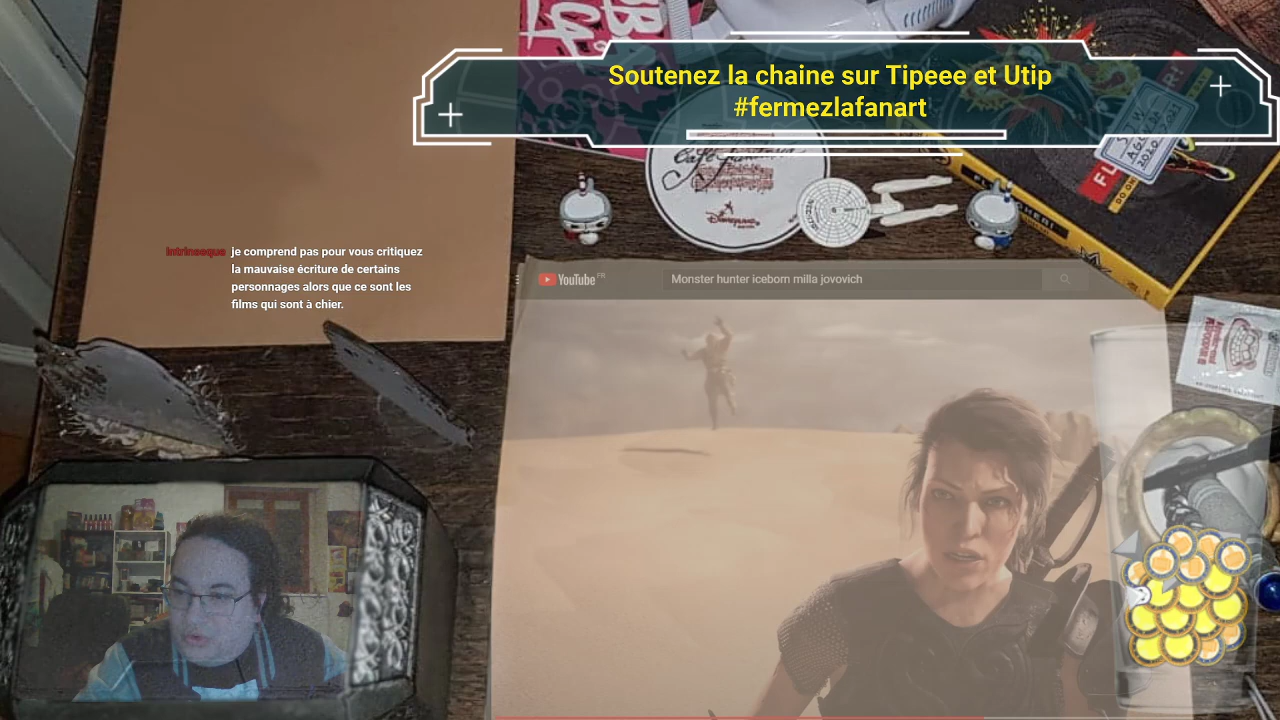 Soutenez la chaine sur Tipeee et Utip
#fermezlafanart
DISNEYLAND
Intrinseque je comprend pas pour vous critiquez
la mauvaise écriture de certains
personnages alors que ce sont les
films qui sont à chier.
YouTube FR
Monster hunter iceborn milla jovovich